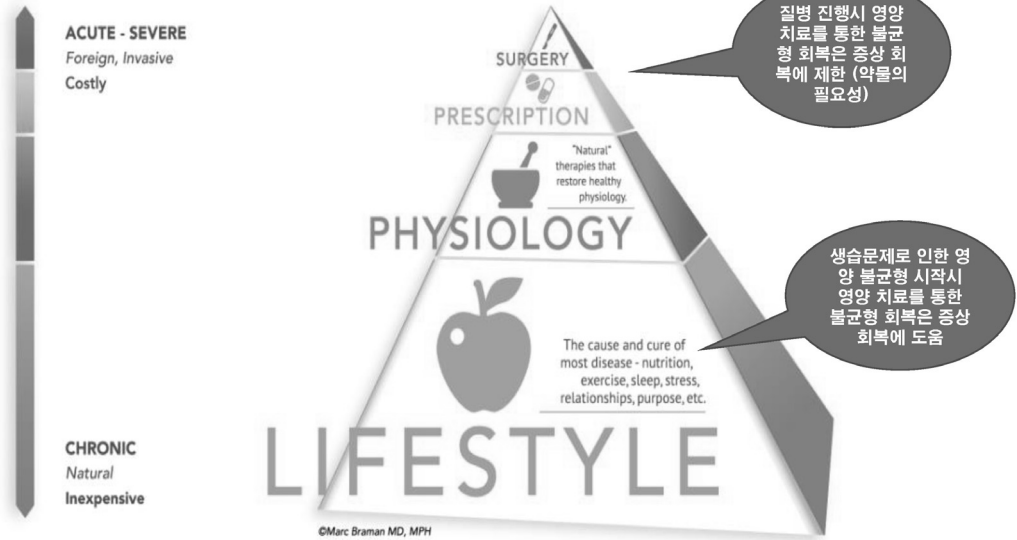 ACUTE - SEVERE
Foreign, Invasive
Costly
CHRONIC
Natural
Inexpensive
SURGERY
PRESCRIPTION
"Natural"
therapies that
restore healthy
physiology.
PHYSIOLOGY
The cause and cure of
most disease - nutrition,
exercise, sleep, stress,
relationships, purpose, etc.
LIFESTYLE
©Marc Braman MD, MPH
질병 진행시 영양
치료를 통한 불균
형 회복은 증상 회
복에 제한 (약물의
필요성)
생습문제로 인한 영
양 불균형 시작시
영양 치료를 통한
불균형 회복은 증상
회복에 도움